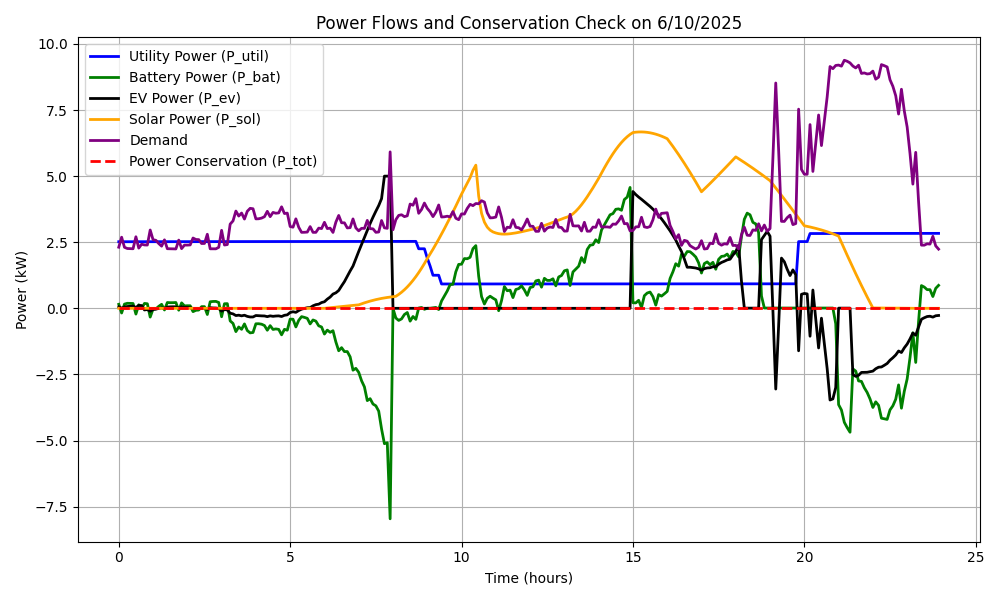 Power Flows and Conservation Check on 6/10/2025
10.0
7.5
5.0
2.5
0.0
−2.5
−5.0
−7.5
Power (kW)
Utility Power (P_util)
Battery Power (P_bat)
EV Power (P_ev)
Solar Power (P_sol)
Demand
Power Conservation (P_tot)
0 5 10 15 20 25
Time (hours)